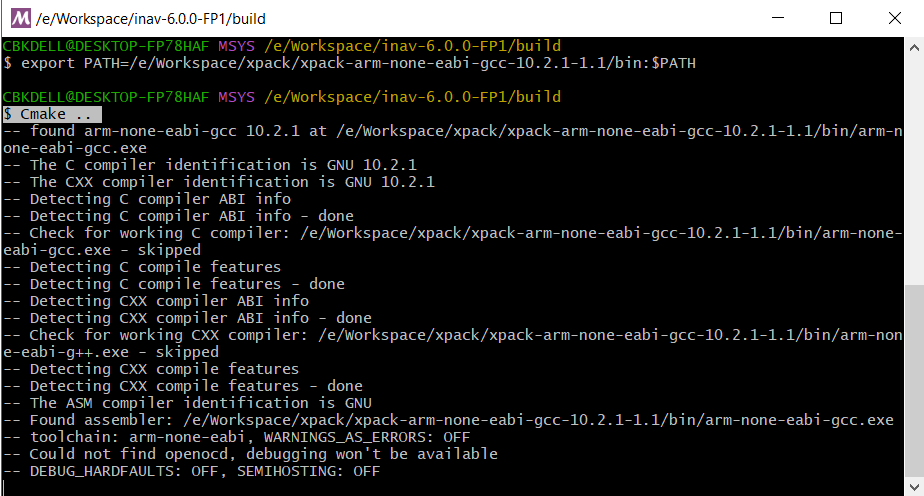 M /e/Workspace/inav-6.0.0-FP1/build
CBKDELL@DESKTOP-FP78HAF MSYS /e/Workspace/inav-6.0.0-FP1/build
$ export PATH=/e/Workspace/xpack/xpack-arm-none-eabi-gcc-10.2.1-1.1/bin:$PATH
CBKDELL@DESKTOP-FP78HAF MSYS /e/Workspace/inav-6.0.0-FP1/build
$ Cmake ..
-- found arm-none-eabi-gcc 10.2.1 at /e/Workspace/xpack/xpack-arm-none-eabi-gcc-10.2.1-1.1/bin/arm-n
one-eabi-gcc.exe
-- The C compiler identification is GNU 10.2.1
-- The CXX compiler identification is GNU 10.2.1
-- Detecting C compiler ABI info
-- Detecting C compiler ABI info - done
-- Check for working C compiler: /e/Workspace/xpack/xpack-arm-none-eabi-gcc-10.2.1-1.1/bin/arm-none-
eabi-gcc.exe - skipped
-- Detecting C compile features
-- Detecting C compile features - done
-- Detecting CXX compiler ABI info
-- Detecting CXX compiler ABI info - done
-- Check for working CXX compiler: /e/Workspace/xpack/xpack-arm-none-eabi-gcc-10.2.1-1.1/bin/arm-non
e-eabi-g++.exe - skipped
-- Detecting CXX compile features
-- Detecting CXX compile features - done
-- The ASM compiler identification is GNU
-- Found assembler: /e/Workspace/xpack/xpack-arm-none-eabi-gcc-10.2.1-1.1/bin/arm-none-eabi-gcc.exe
-- toolchain: arm-none-eabi, WARNINGS_AS_ERRORS: OFF
-- Could not find openocd, debugging won't be available
-- DEBUG_HARDFAULTS: OFF, SEMIHOSTING: OFF